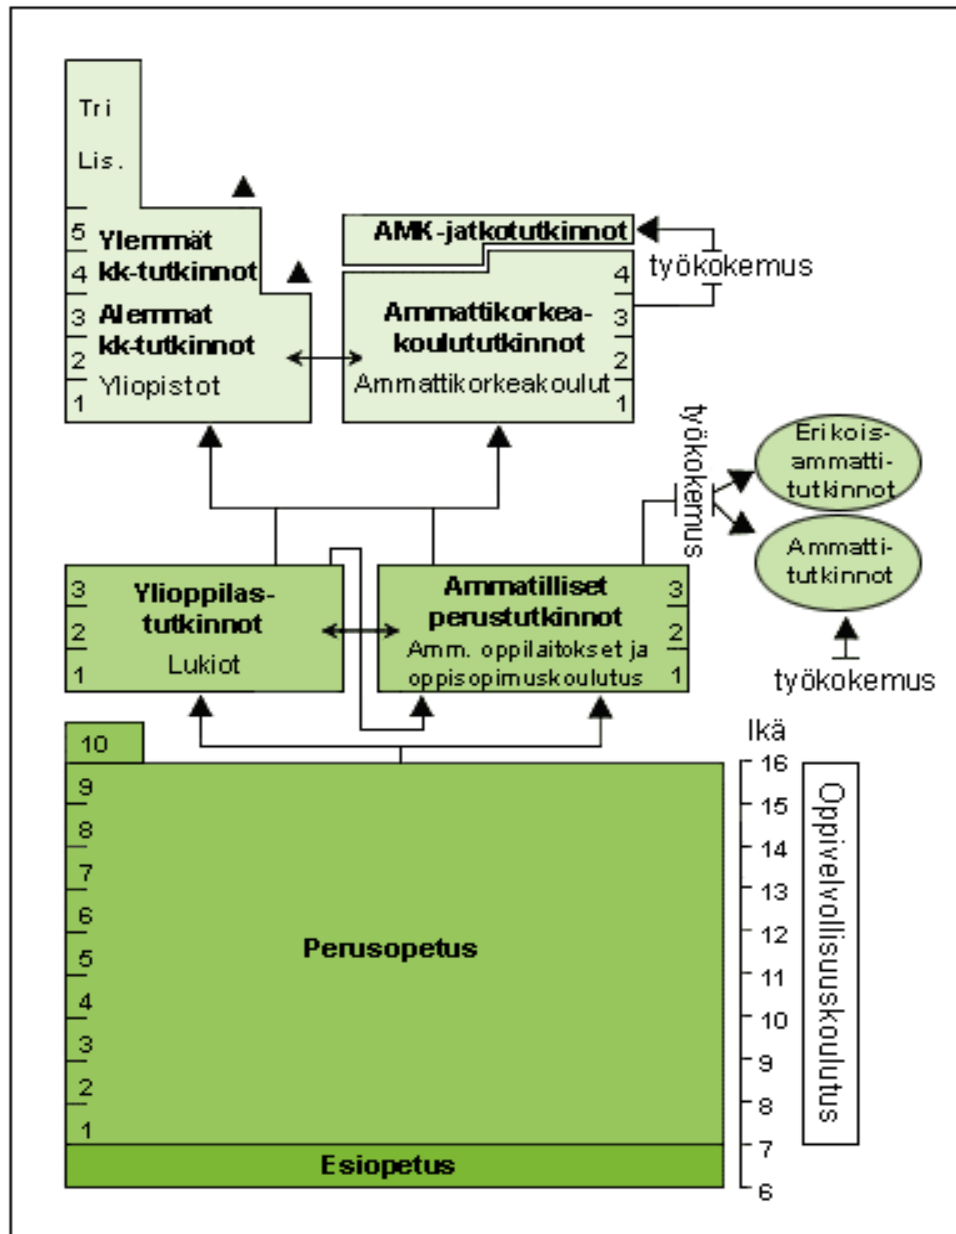 Tri
Lis.
5
4
3
2
1
Ylemmät
kk-tutkinnot
Alemmat
kk-tutkinnot
Yliopistot
AMK-jatkotutkinnot
työkokemus
Ammattikorkea-
koulututkinnot
Ammattikorkeakoulut
4
3
2
1
työkokemus
Erikois-
ammatti-
tutkinnot
Ammatti-
tutkinnot
työkokemus
3
2
1
Ylioppilas-
tutkinnot
Lukiot
Ammatilliset
perustutkinnot
Amm. oppilaitokset ja
oppisopimuskoulutus
3
2
1
10
9
8
7
6
5
4
3
2
1
Perusopetus
Esiopetus
Ikä
16
15
14
13
12
11
10
9
8
7
6
Oppivelvollisuuskoulutus